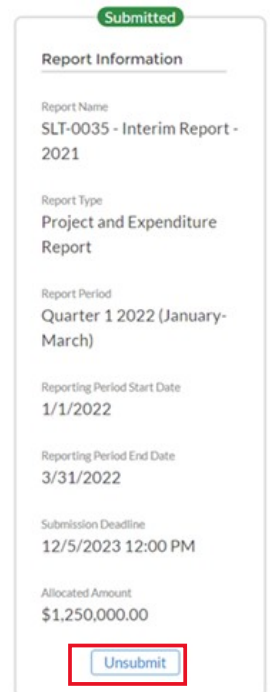 Submitted
Report Information
Report Name
SLT-0035 - Interim Report -
2021
Report Type
Project and Expenditure
Report
Report Period
Quarter 1 2022 (January-
March)
Reporting Period Start Date
1/1/2022
Reporting Period End Date
3/31/2022
Submission Deadline
12/5/2023 12:00 PM
Allocated Amount
$1,250,000.00
Unsubmit